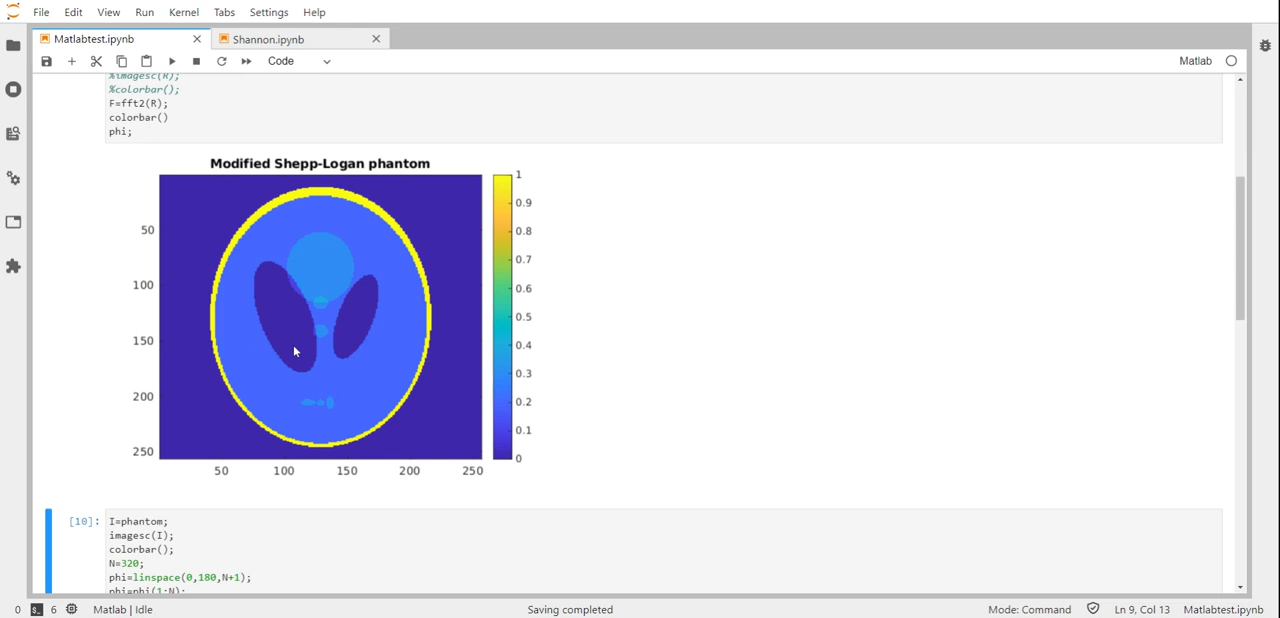 File Edit View Run Kernel Tabs Settings Help
Matlabtest.ipynb Shannon.ipynb
Code Matlab
%imagesc(R);
%colorbar();
F=fft2(R);
colorbar()
phi;
Modified Shepp-Logan phantom
50
100
150
200
250
50 100 150 200 250
1
0.9
0.8
0.7
0.6
0.5
0.4
0.3
0.2
0.1
0
[10]: I=phantom;
imagesc(I);
colorbar();
N=320;
phi=linspace(0,180,N+1);
phi=phi(1:N);
0 6 Matlab | Idle Saving completed Mode: Command Ln 9, Col 13 Matlabtest.ipynb